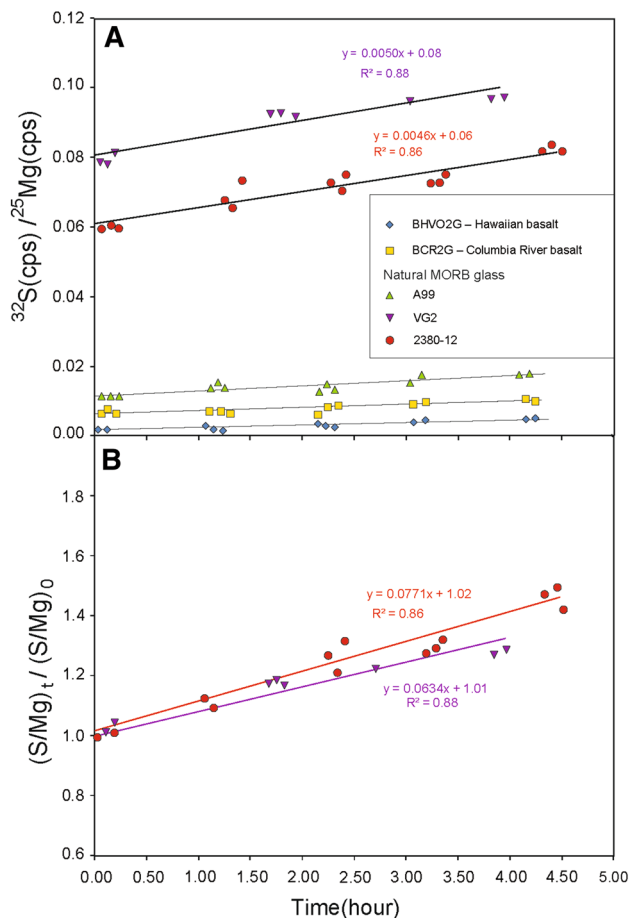 A
0.12
0.10
0.08
0.06
0.04
0.02
0.00
³²S(cps) /²⁵Mg(cps)
y = 0.0050x + 0.08
R² = 0.88
y = 0.0046x + 0.06
R² = 0.86
BHVO2G – Hawaiian basalt
BCR2G – Columbia River basalt
Natural MORB glass
A99
VG2
2380-12
B
1.8
1.6
1.4
1.2
1.0
0.8
0.6
(S/Mg)ₜ / (S/Mg)₀
y = 0.0771x + 1.02
R² = 0.86
y = 0.0634x + 1.01
R² = 0.88
0.00 0.50 1.00 1.50 2.00 2.50 3.00 3.50 4.00 4.50 5.00
Time(hour)